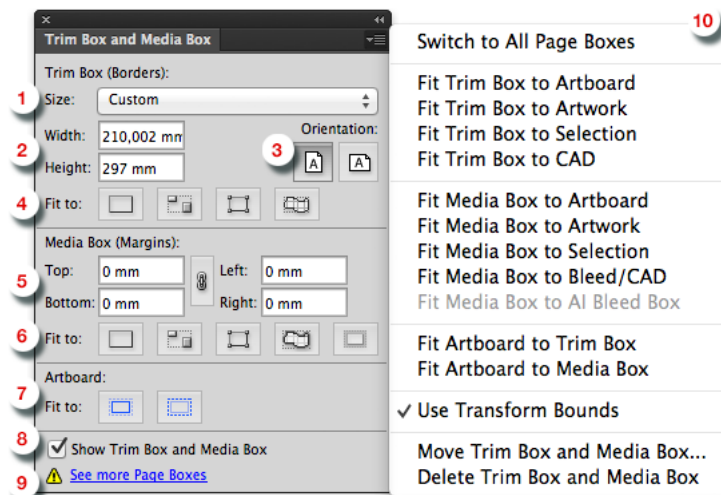 Trim Box and Media Box
Trim Box (Borders):
1
Size: Custom
2
Width: 210,002 mm
Height: 297 mm
Orientation:
3
A A
4
Fit to:
Media Box (Margins):
5
Top: 0 mm Left: 0 mm
Bottom: 0 mm Right: 0 mm
6
Fit to:
Artboard:
7
Fit to:
8
Show Trim Box and Media Box
9
See more Page Boxes
10
Switch to All Page Boxes
Fit Trim Box to Artboard
Fit Trim Box to Artwork
Fit Trim Box to Selection
Fit Trim Box to CAD
Fit Media Box to Artboard
Fit Media Box to Artwork
Fit Media Box to Selection
Fit Media Box to Bleed/CAD
Fit Media Box to AI Bleed Box
Fit Artboard to Trim Box
Fit Artboard to Media Box
Use Transform Bounds
Move Trim Box and Media Box...
Delete Trim Box and Media Box